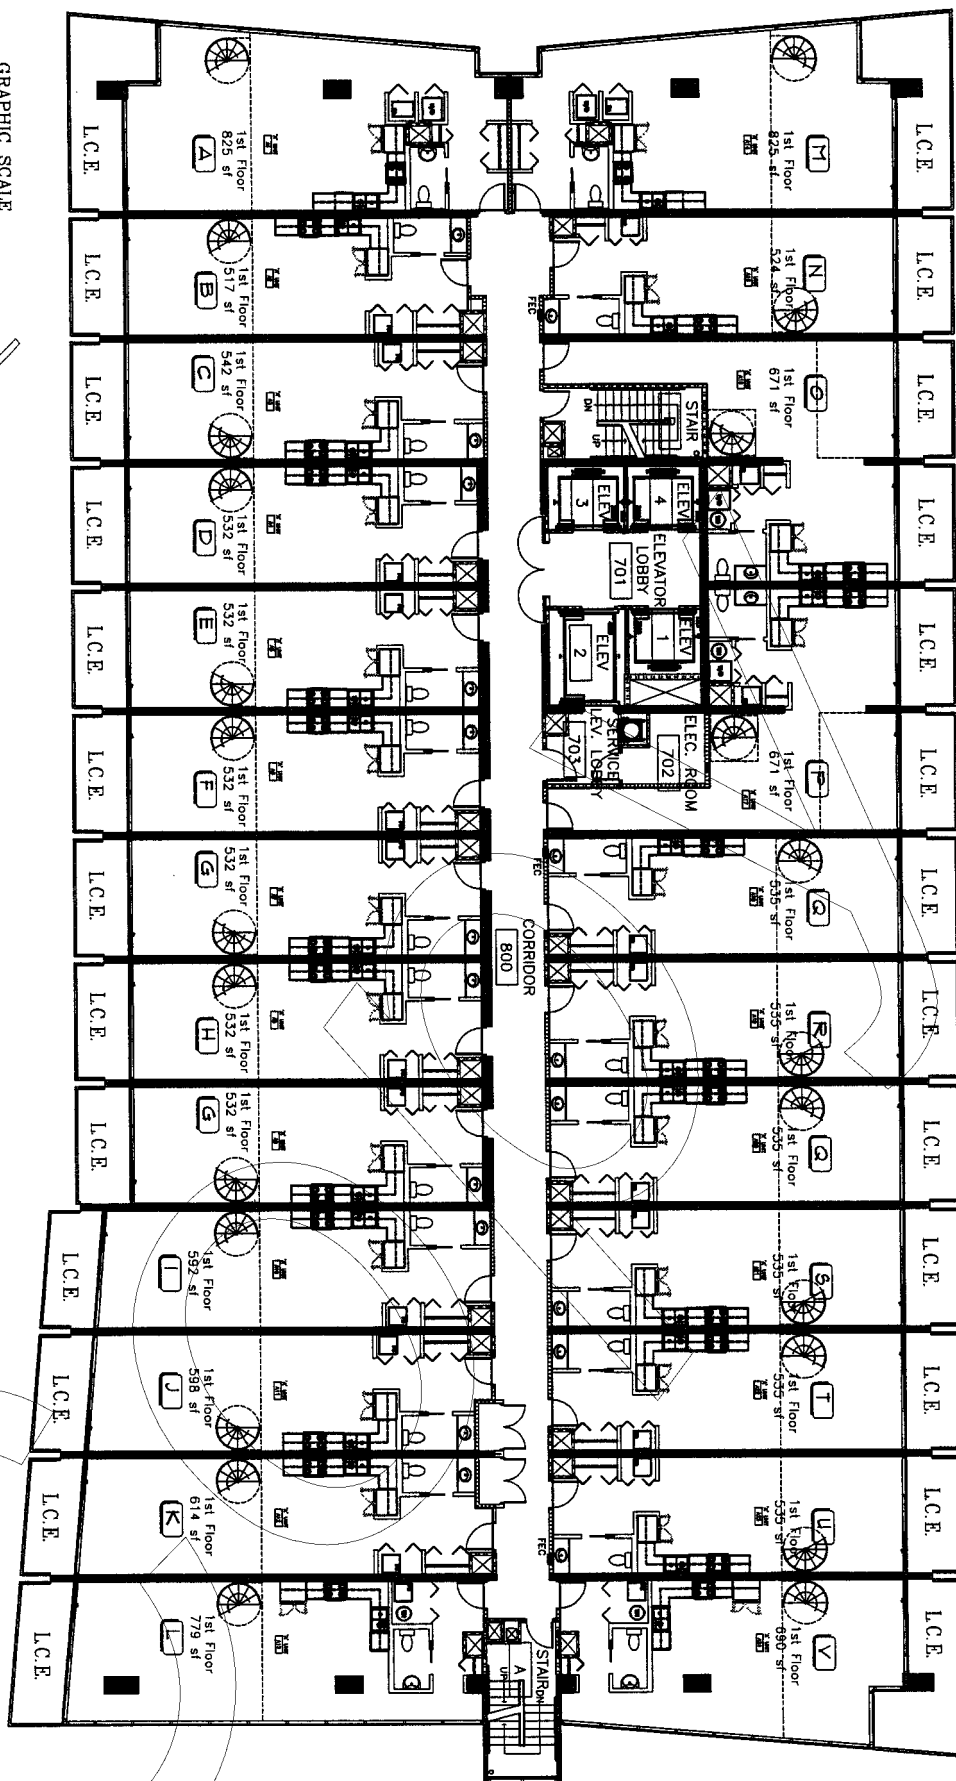 GRAPHIC SCALE
L.C.E.
1st Floor
825 sf
A
1st Floor
825 sf
M
L.C.E.
L.C.E.
1st Floor
517 sf
B
FEC
1st Floor
524 sf
N
L.C.E.
L.C.E.
1st Floor
542 sf
C
STAIR
DN
UP
1st Floor
671 sf
O
L.C.E.
L.C.E.
1st Floor
532 sf
D
ELEV
3
ELEV
4
L.C.E.
ELEVATOR
LOBBY
701
L.C.E.
1st Floor
532 sf
E
ELEV
2
ELEV
1
L.C.E.
L.C.E.
1st Floor
532 sf
F
SERVICE
ELEV. LOBBY
703
ELEC. ROOM
702
1st Floor
671 sf
P
L.C.E.
L.C.E.
1st Floor
532 sf
G
FEC
CORRIDOR
800
1st Floor
535 sf
Q
L.C.E.
L.C.E.
1st Floor
532 sf
H
1st Floor
535 sf
R
L.C.E.
L.C.E.
1st Floor
532 sf
G
1st Floor
535 sf
Q
L.C.E.
L.C.E.
1st Floor
592 sf
I
1st Floor
535 sf
S
L.C.E.
L.C.E.
1st Floor
598 sf
J
1st Floor
535 sf
T
L.C.E.
L.C.E.
1st Floor
614 sf
K
FEC
1st Floor
535 sf
U
L.C.E.
L.C.E.
1st Floor
779 sf
L
STAIR
A
UP
DN
1st Floor
690 sf
V
L.C.E.